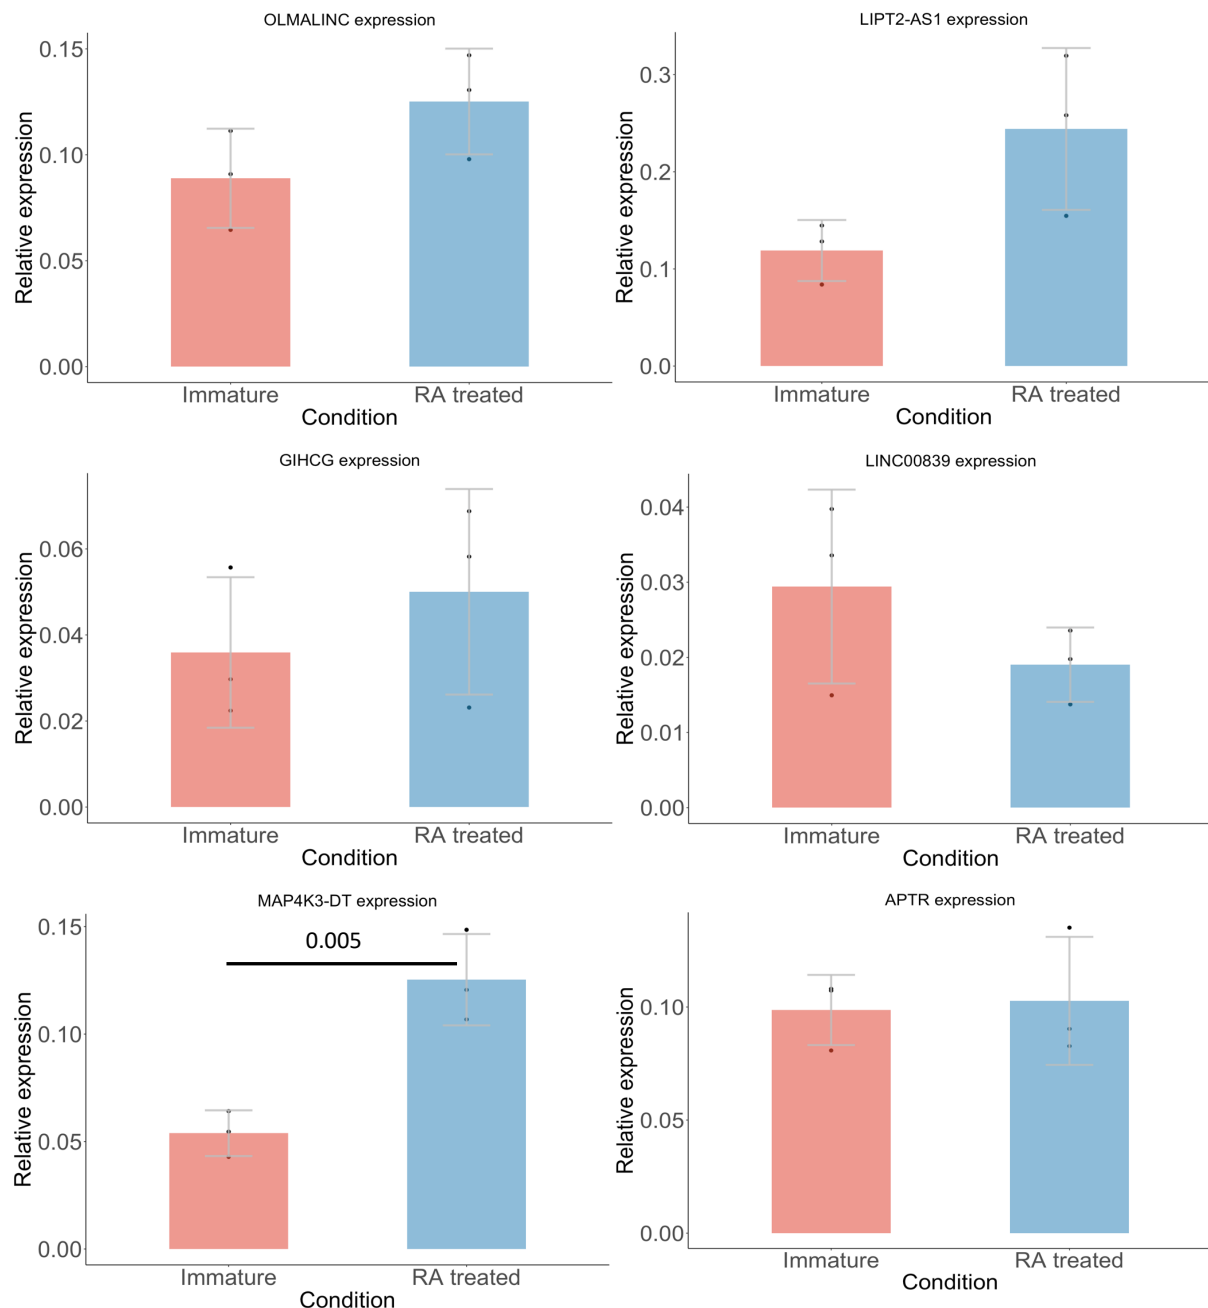 OLMALINC expression
Relative expression
0.15
0.10
0.05
0.00
Immature
RA treated
Condition
LIPT2-AS1 expression
Relative expression
0.3
0.2
0.1
0.0
Immature
RA treated
Condition
GIHCG expression
Relative expression
0.06
0.04
0.02
0.00
Immature
RA treated
Condition
LINC00839 expression
Relative expression
0.04
0.03
0.02
0.01
0.00
Immature
RA treated
Condition
MAP4K3-DT expression
Relative expression
0.15
0.10
0.05
0.00
0.005
Immature
RA treated
Condition
APTR expression
Relative expression
0.10
0.05
0.00
Immature
RA treated
Condition